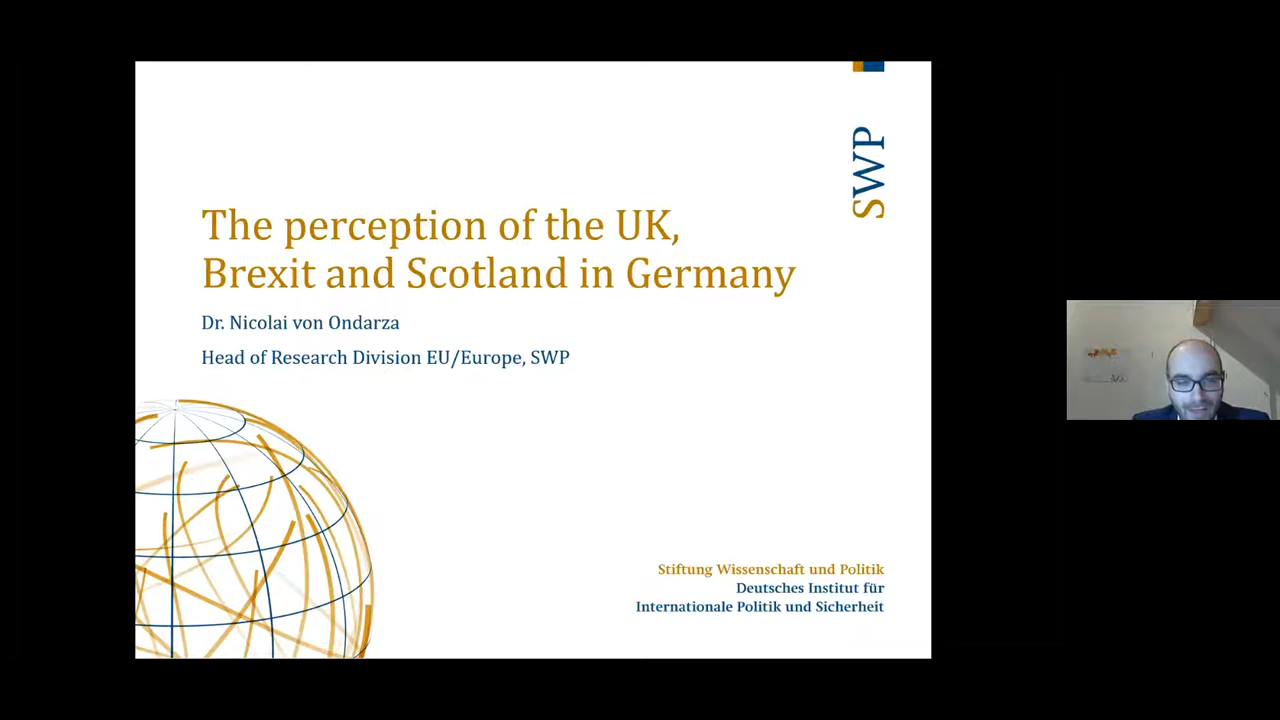 SWP
The perception of the UK,
Brexit and Scotland in Germany
Dr. Nicolai von Ondarza
Head of Research Division EU/Europe, SWP
Stiftung Wissenschaft und Politik
Deutsches Institut für
Internationale Politik und Sicherheit